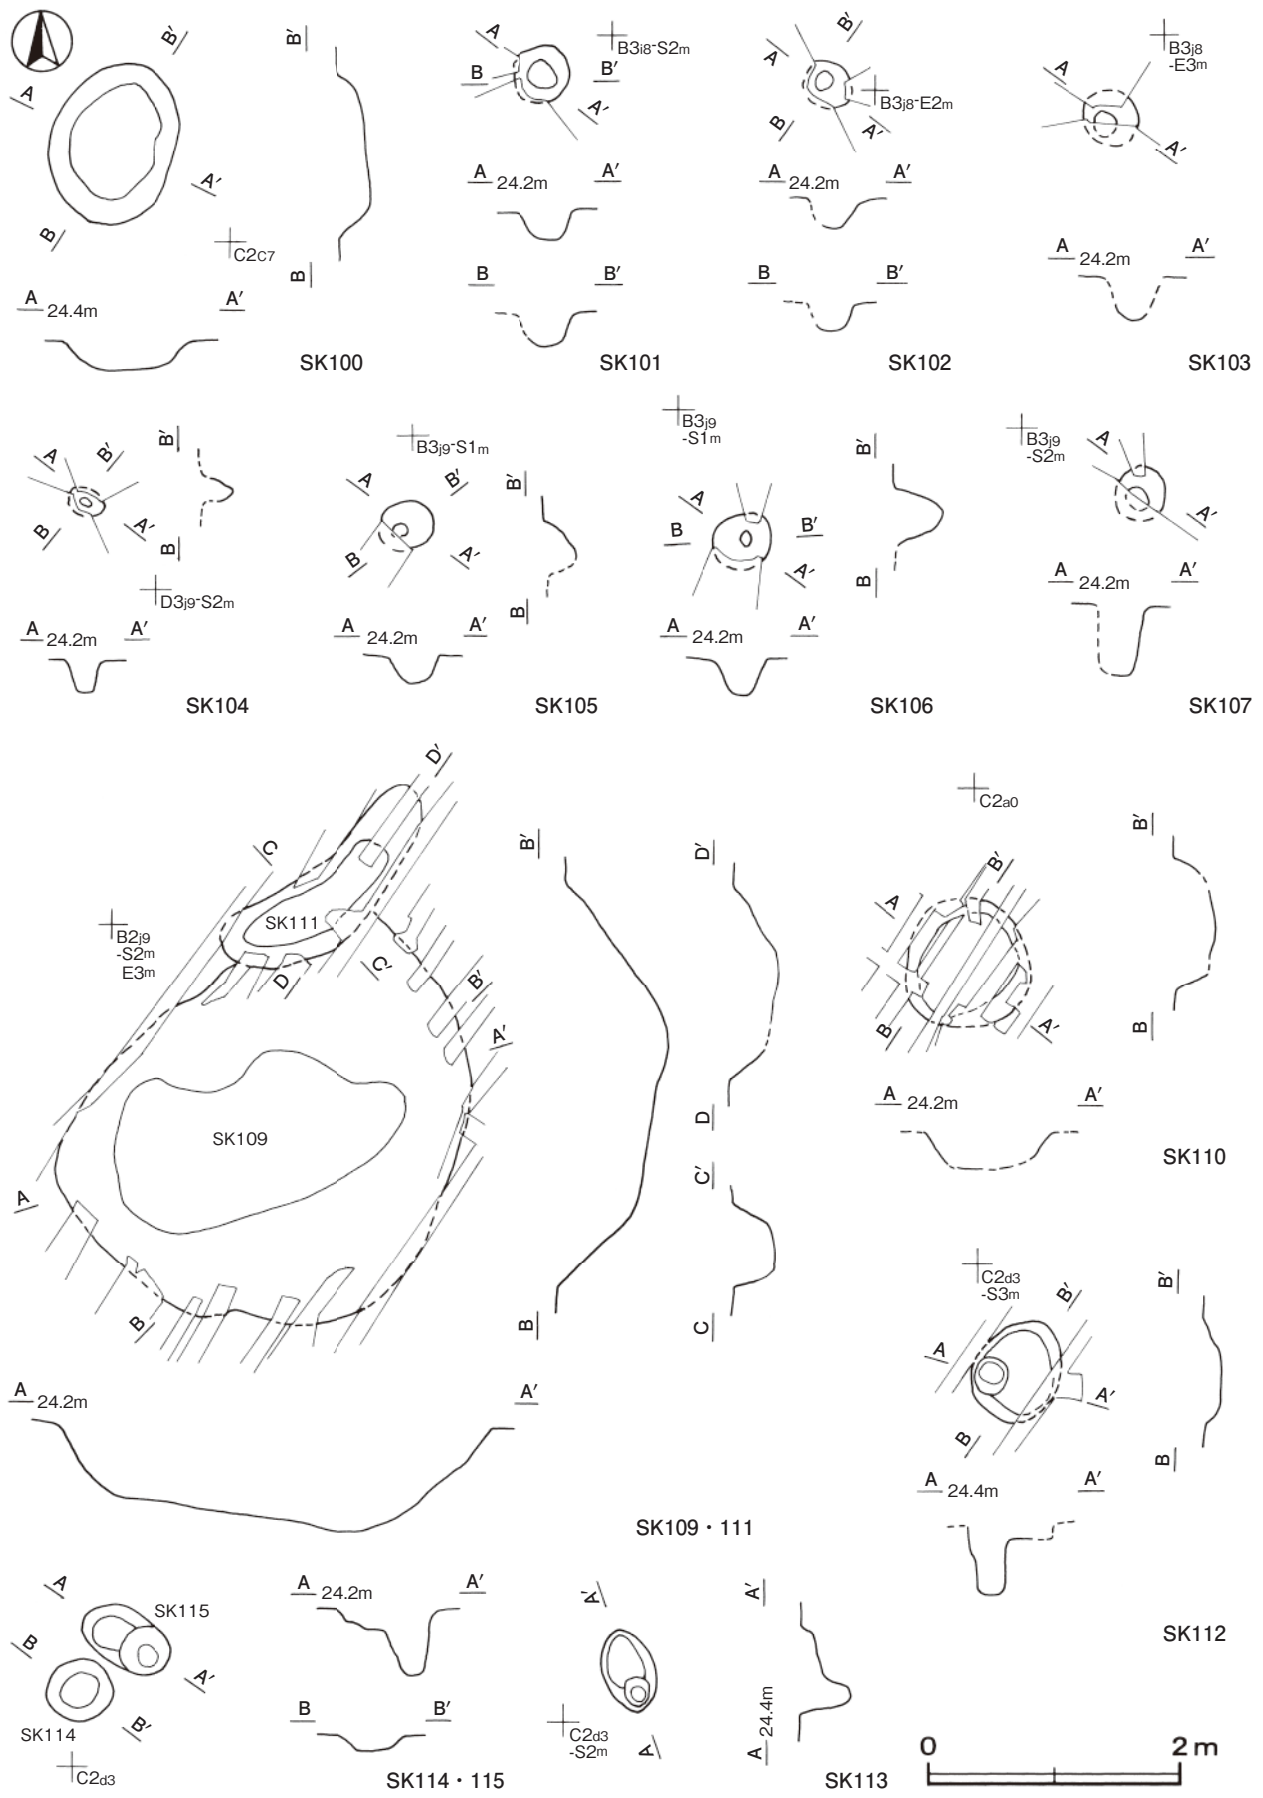 B′
A
A′
B
C2c7
B′
B
A 24.4m A′
SK100
A
B
B′
A′
B3i8-S2m
A 24.2m A′
B B′
SK101
B′
A
B
A′
B3j8-E2m
A 24.2m A′
B B′
SK102
B3j8
-E3m
A
A′
A 24.2m A′
SK103
A
B′
B
A′
B′
B
D3j9-S2m
A 24.2m A′
SK104
B3j9-S1m
A
B′
B
A′
B′
B
A 24.2m A′
SK105
B3j9
-S1m
A
B
B′
A′
B′
B
A 24.2m A′
SK106
B3j9
-S2m
A
A′
A 24.2m A′
SK107
D′
C
SK111
B2j9
-S2m
E3m
D
C′
B′
A′
SK109
A
B
B′
B
D′
D
C′
C
A 24.2m A′
SK109・111
C2a0
B′
A
B
A′
B′
B
A 24.2m A′
SK110
C2d3
-S3m
B′
A
A′
B
B′
B
A 24.4m A′
SK112
A
SK115
B
A′
SK114
B′
C2d3
A 24.2m A′
B B′
SK114・115
A′
C2d3
-S2m
A
A′
A 24.4m
SK113
0 2m